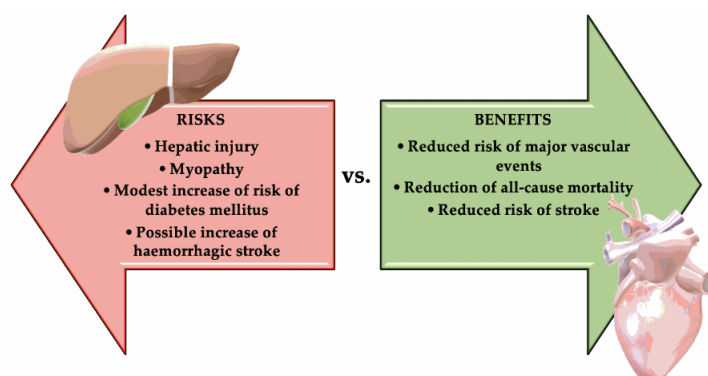 RISKS
• Hepatic injury
• Myopathy
• Modest increase of risk of
diabetes mellitus
• Possible increase of
haemorrhagic stroke
vs.
BENEFITS
• Reduced risk of major vascular
events
• Reduction of all-cause mortality
• Reduced risk of stroke